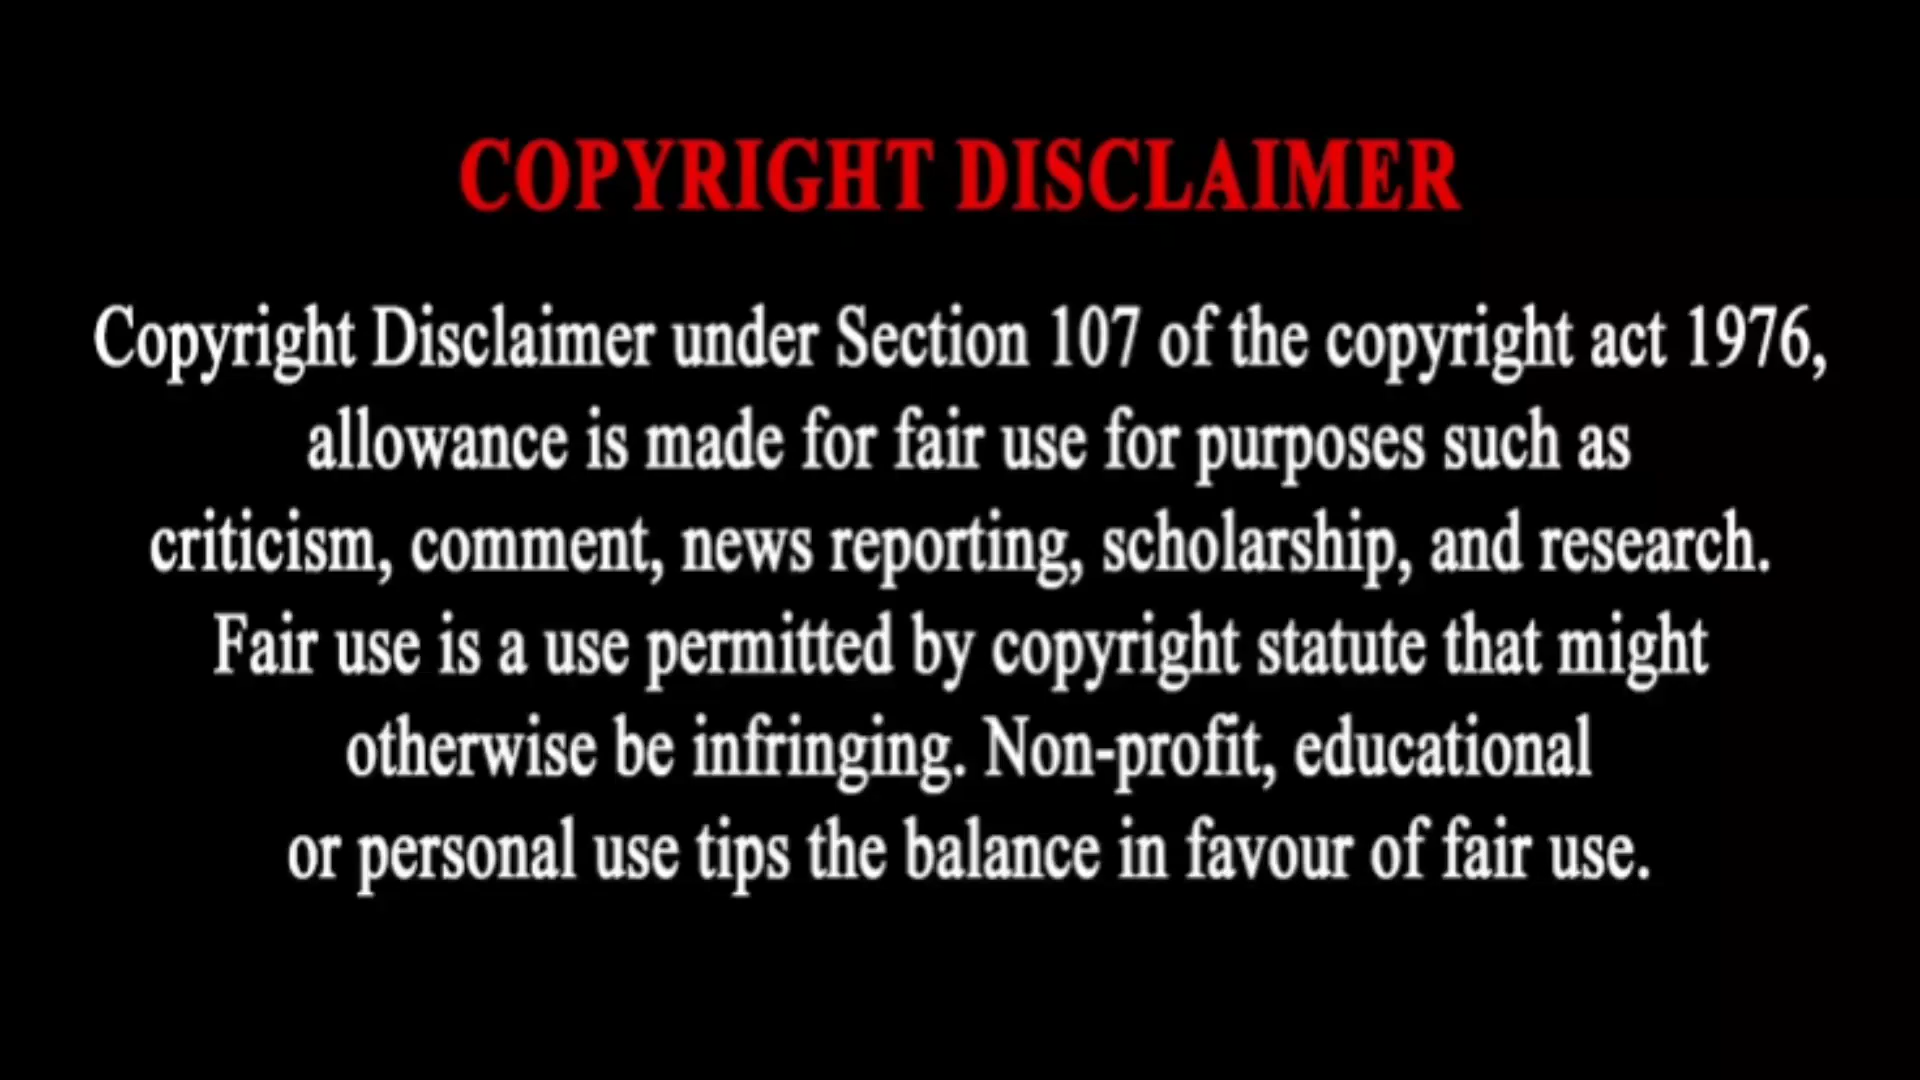 COPYRIGHT DISCLAIMER
Copyright Disclaimer under Section 107 of the copyright act 1976,
allowance is made for fair use for purposes such as
criticism, comment, news reporting, scholarship, and research.
Fair use is a use permitted by copyright statute that might
otherwise be infringing. Non-profit, educational
or personal use tips the balance in favour of fair use.